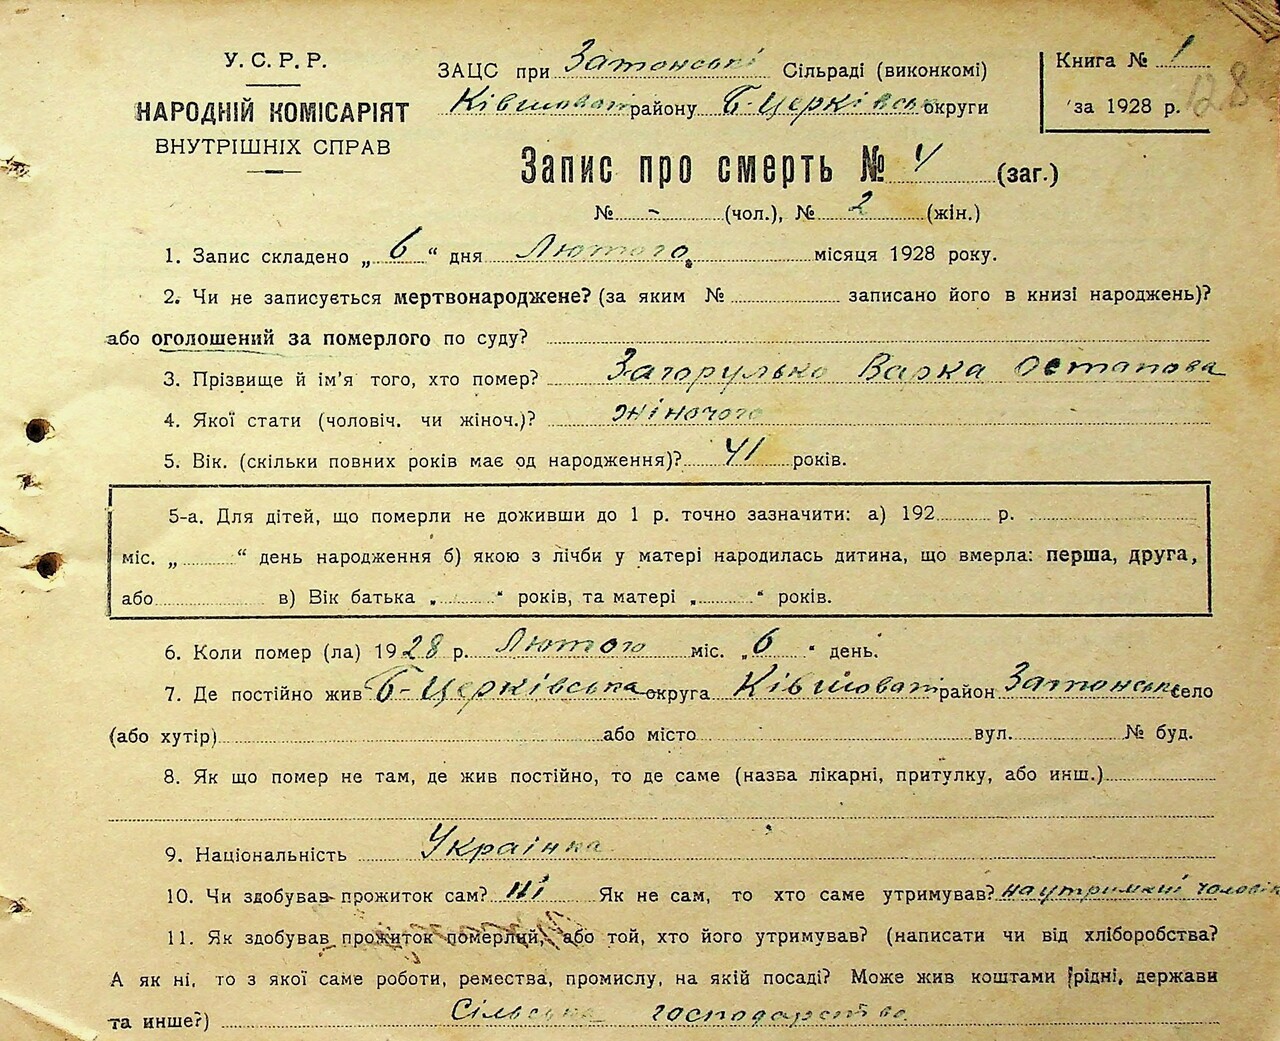 У. С. Р. Р.
НАРОДНІЙ КОМІСАРІЯТ
ВНУТРІШНІХ СПРАВ
ЗАЦС при Затонські Сільраді (виконкомі)
Ківшоват району Б-Церківськ округи
Книга № 1
за 1928 р.
128
Запис про смерть № 4 (заг.)
№ - (чол.), № 2 (жін.)
1. Запис складено „ 6 “ дня Лютого місяця 1928 року.
2. Чи не записується мертвонароджене? (за яким № записано його в книзі народжень)?
або оголошений за померлого по суду?
3. Прізвище й ім'я того, хто помер? Загорулько Варка Остапова
4. Якої стати (чоловіч. чи жіноч.)? жіночого
5. Вік. (скільки повних років має од народження)? 41 років.
5-а. Для дітей, що померли не доживши до 1 р. точно зазначити: а) 192 р.
міс. „ “ день народження б) якою з лічби у матері народилась дитина, що вмерла: перша, друга,
або в) Вік батька „ “ років, та матері „ “ років.
6. Коли помер (ла) 1928 р. Лютого міс. „ 6 “ день.
7. Де постійно жив Б-Церківська округа Ківшоват район Затонськ село
(або хутір) або місто вул. № буд.
8. Як що помер не там, де жив постійно, то де саме (назва лікарні, притулку, або инш.)
9. Національність Українка
10. Чи здобував прожиток сам? ні Як не сам, то хто саме утримував? на утримкі чоловік
11. Як здобував прожиток померлий, або той, хто його утримував? (написати чи від хліборобства?
А як ні, то з якої саме роботи, ремества, промислу, на якій посаді? Може жив коштами рідні, держави
та инше?) Сільське господарство